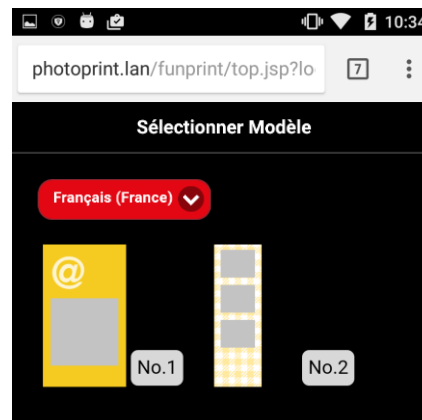 10:34
photoprint.lan/funprint/top.jsp?lo
7
Sélectionner Modèle
Français (France)
@
No.1
No.2